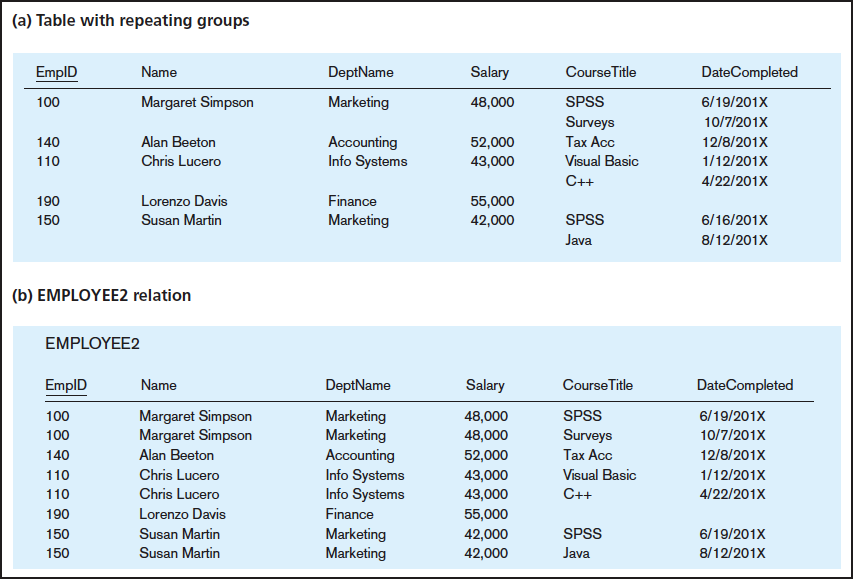 (a) Table with repeating groups
EmpID Name DeptName Salary CourseTitle DateCompleted
100 Margaret Simpson Marketing 48,000 SPSS 6/19/201X
Surveys 10/7/201X
140 Alan Beeton Accounting 52,000 Tax Acc 12/8/201X
110 Chris Lucero Info Systems 43,000 Visual Basic 1/12/201X
C++ 4/22/201X
190 Lorenzo Davis Finance 55,000
150 Susan Martin Marketing 42,000 SPSS 6/16/201X
Java 8/12/201X
(b) EMPLOYEE2 relation
EMPLOYEE2
EmpID Name DeptName Salary CourseTitle DateCompleted
100 Margaret Simpson Marketing 48,000 SPSS 6/19/201X
100 Margaret Simpson Marketing 48,000 Surveys 10/7/201X
140 Alan Beeton Accounting 52,000 Tax Acc 12/8/201X
110 Chris Lucero Info Systems 43,000 Visual Basic 1/12/201X
110 Chris Lucero Info Systems 43,000 C++ 4/22/201X
190 Lorenzo Davis Finance 55,000
150 Susan Martin Marketing 42,000 SPSS 6/19/201X
150 Susan Martin Marketing 42,000 Java 8/12/201X